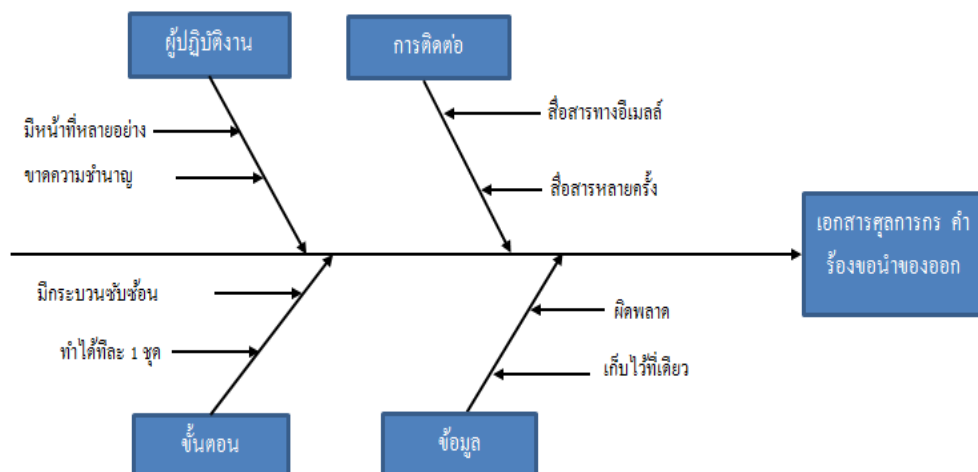 ผู้ปฏิบัติงาน
การติดต่อ
มีหน้าที่หลายอย่าง
ขาดความชำนาญ
สื่อสารทางอีเมลล์
สื่อสารหลายครั้ง
เอกสารศุลการกร คำ
ร้องขอนำของออก
มีกระบวนซับซ้อน
ทำได้ทีละ 1 ชุด
ผิดพลาด
เก็บไว้ที่เดียว
ขั้นตอน
ข้อมูล